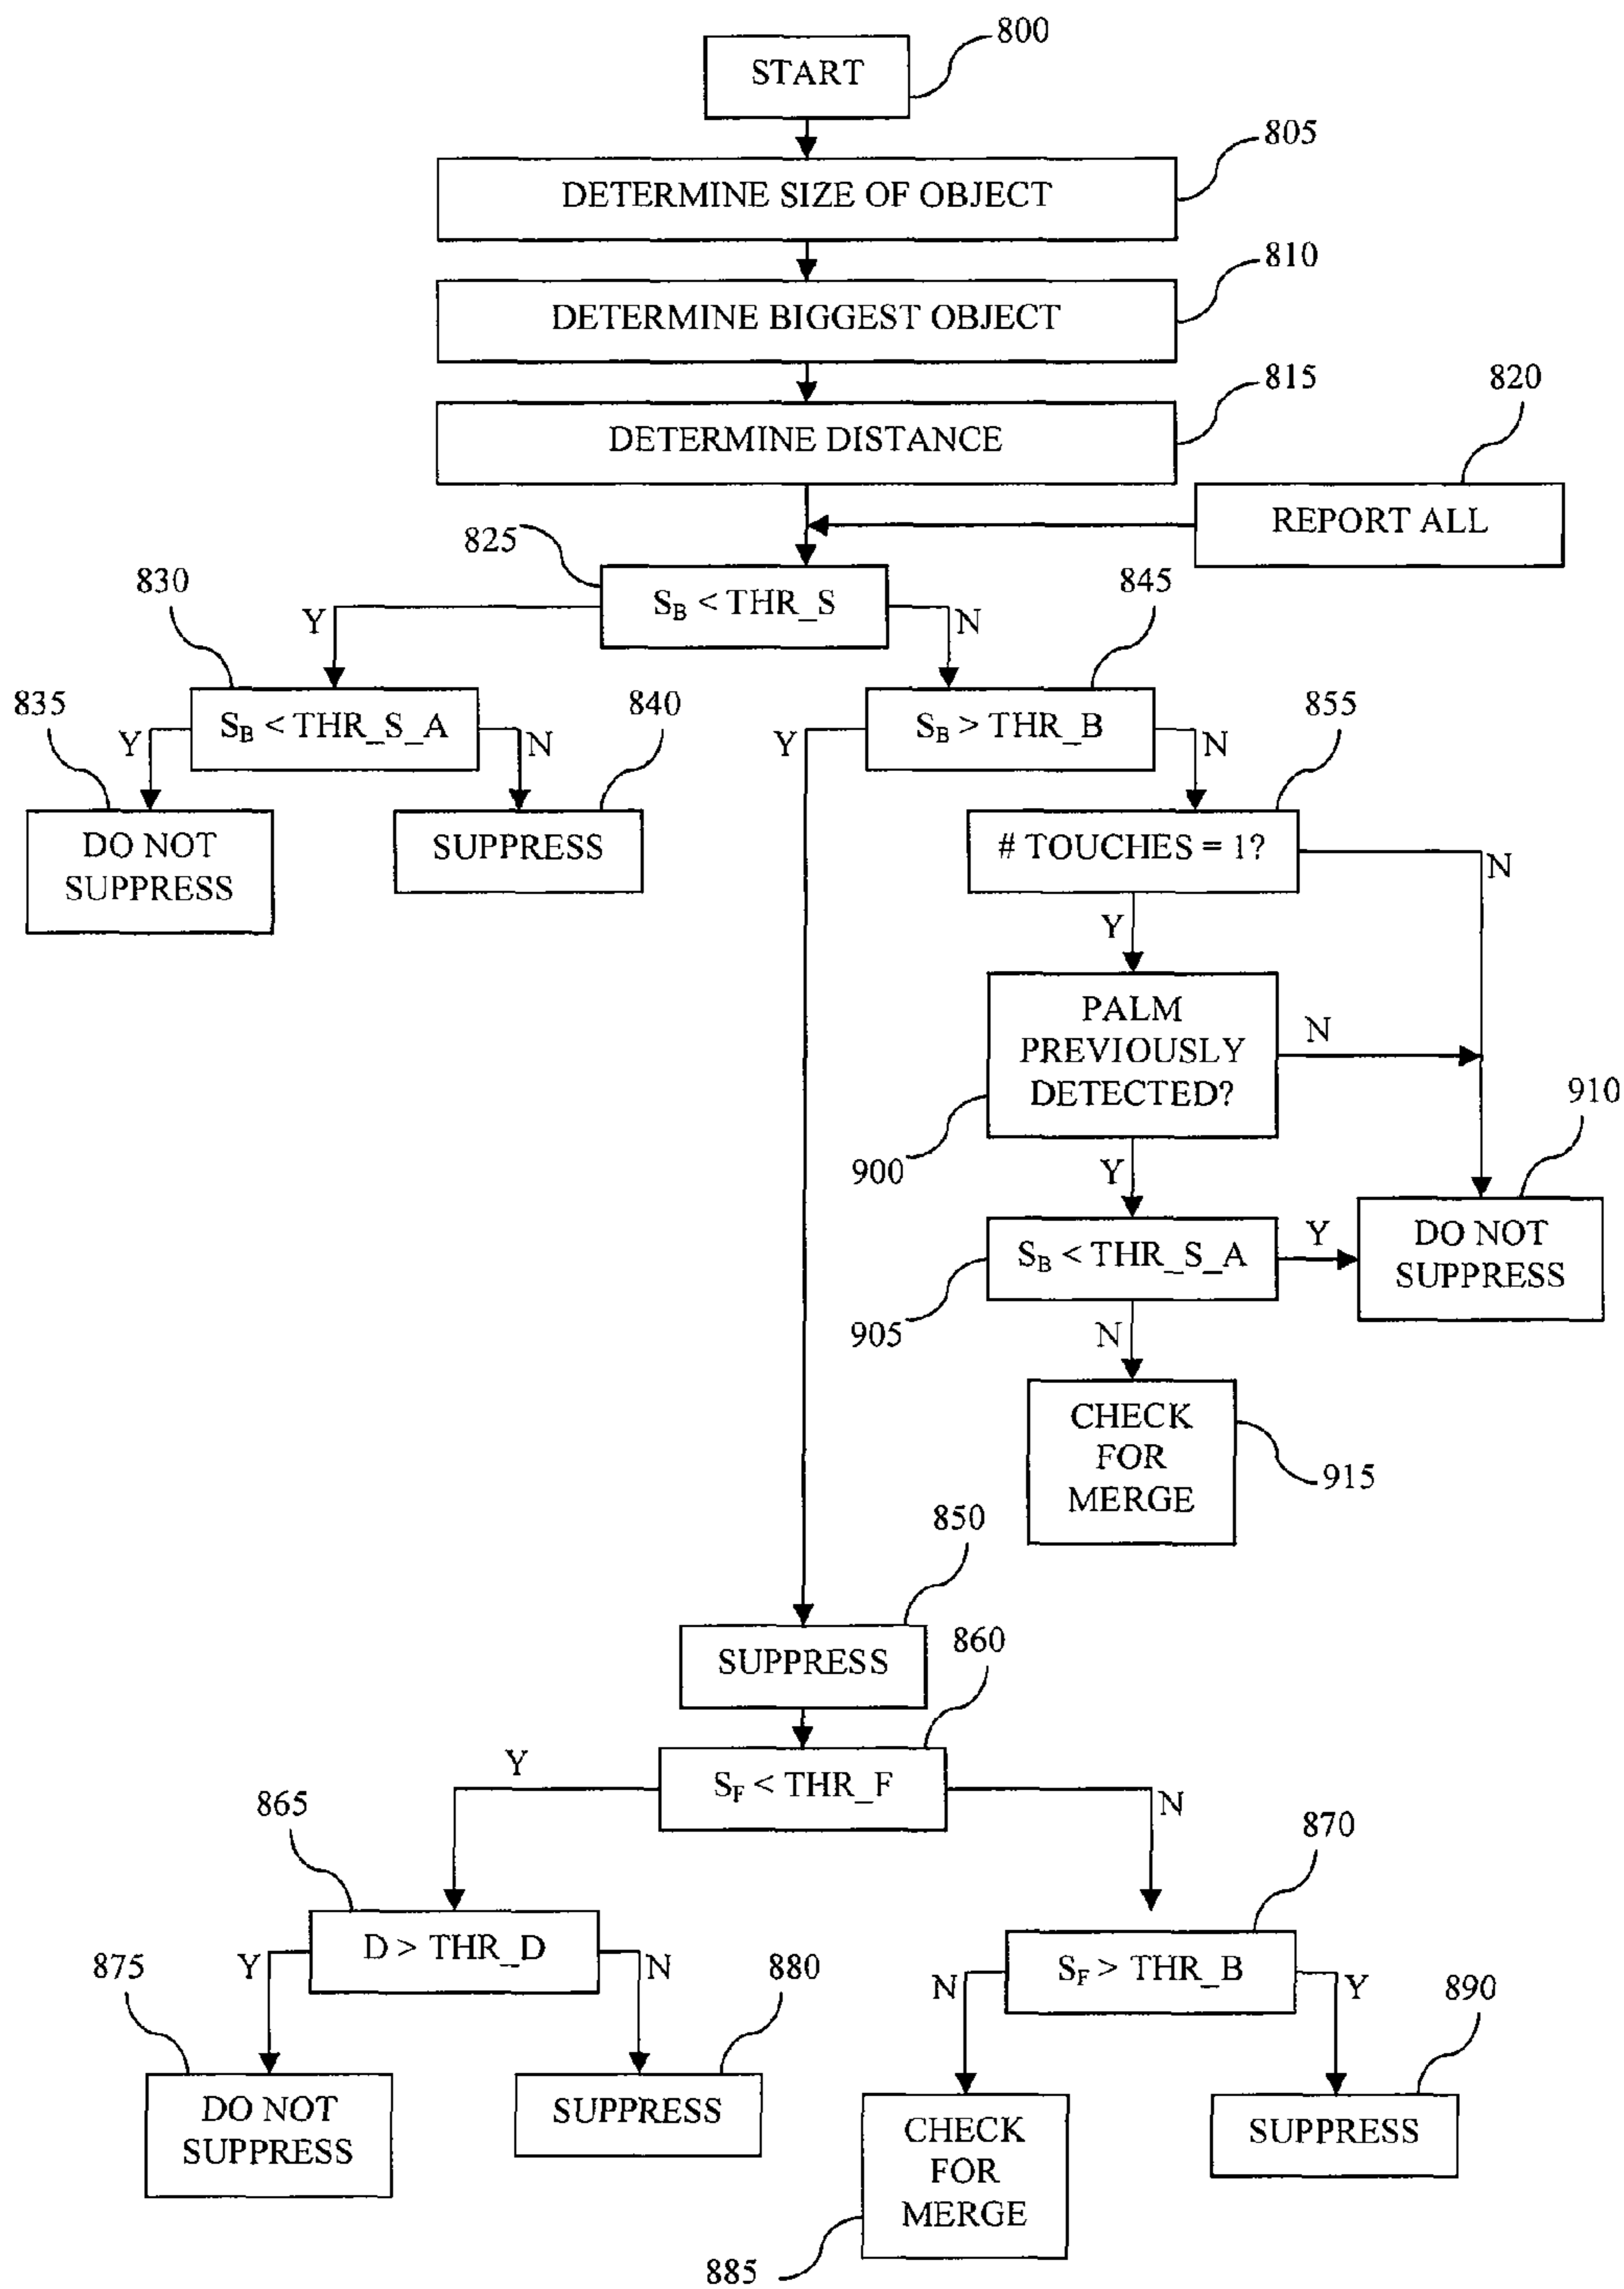 800
START
805
DETERMINE SIZE OF OBJECT
810
DETERMINE BIGGEST OBJECT
815
DETERMINE DISTANCE
820
REPORT ALL
825
S_B < THR_S
Y
N
830
S_B < THR_S_A
845
S_B > THR_B
835
Y
N
840
Y
N
855
DO NOT
SUPPRESS
SUPPRESS
# TOUCHES = 1?
N
Y
PALM
PREVIOUSLY
DETECTED?
N
900
Y
910
S_B < THR_S_A
Y
DO NOT
SUPPRESS
905
N
CHECK
FOR
MERGE
915
850
SUPPRESS
860
S_F < THR_F
Y
N
865
D > THR_D
870
S_F > THR_B
875
Y
N
880
N
Y
890
DO NOT
SUPPRESS
SUPPRESS
CHECK
FOR
MERGE
SUPPRESS
885